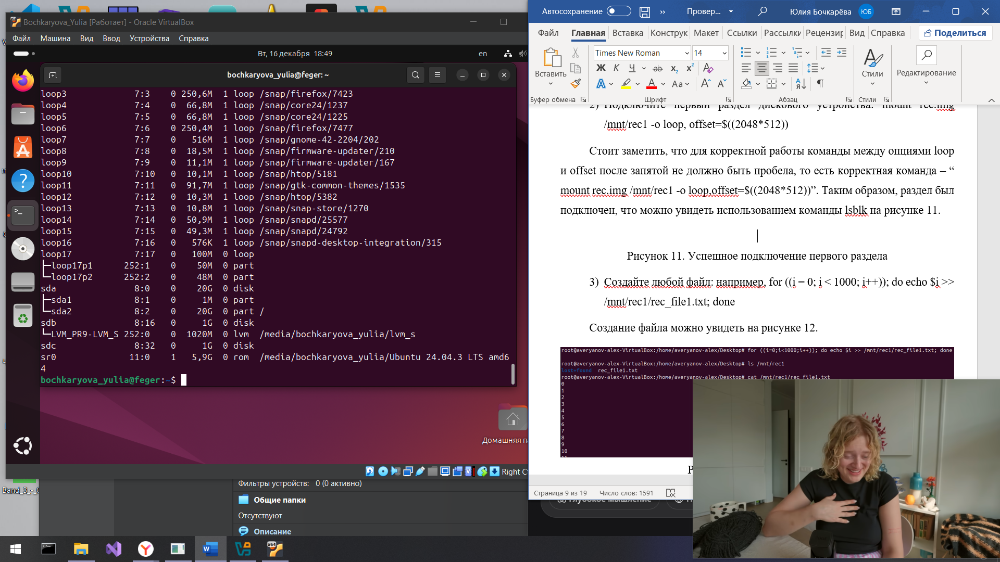 Bochkaryova_Yulia [Работает] - Oracle VirtualBox
Файл Машина Вид Ввод Устройства Справка
Вт, 16 декабря 18:49
en
bochkaryova_yulia@feger: ~
loop3 7:3 0 250,6M 1 loop /snap/firefox/7423
loop4 7:4 0 66,8M 1 loop /snap/core24/1237
loop5 7:5 0 66,8M 1 loop /snap/core24/1225
loop6 7:6 0 250,4M 1 loop /snap/firefox/7477
loop7 7:7 0 516M 1 loop /snap/gnome-42-2204/202
loop8 7:8 0 18,5M 1 loop /snap/firmware-updater/210
loop9 7:9 0 11,1M 1 loop /snap/firmware-updater/167
loop10 7:10 0 10,1M 1 loop /snap/htop/5181
loop11 7:11 0 91,7M 1 loop /snap/gtk-common-themes/1535
loop12 7:12 0 10,3M 1 loop /snap/htop/5382
loop13 7:13 0 10,8M 1 loop /snap/snap-store/1270
loop14 7:14 0 50,9M 1 loop /snap/snapd/25577
loop15 7:15 0 49,3M 1 loop /snap/snapd/24792
loop16 7:16 0 576K 1 loop /snap/snapd-desktop-integration/315
loop17 7:17 0 100M 0 loop
├─loop17p1 252:1 0 50M 0 part
└─loop17p2 252:2 0 48M 0 part
sda 8:0 0 20G 0 disk
├─sda1 8:1 0 1M 0 part
└─sda2 8:2 0 20G 0 part /
sdb 8:16 0 1G 0 disk
└─LVM_PR9-LVM_S 252:0 0 1020M 0 lvm /media/bochkaryova_yulia/lvm_s
sdc 8:32 0 1G 0 disk
sr0 11:0 1 5,9G 0 rom /media/bochkaryova_yulia/Ubuntu 24.04.3 LTS amd6
4
bochkaryova_yulia@feger:~$
Домашняя п
Right C
Band_3_-_
Фильтры устройств: 0 (0 активно)
Общие папки
Отсутствуют
Описание
Автосохранение
Провер...
Юлия Бочкарёва ЮБ
Файл Главная Вставка Конструк Макет Ссылки Рассылки Рецензир Вид Справка
Поделиться
Вставить
Times New Roman 14
Ж К Ч ab x₂ x²
Aa
Стили
Редактирование
Буфер обмена Шрифт Абзац Стили
2) Подключите первый раздел дискового устройства: mount rec.img
/mnt/rec1 -o loop, offset=$((2048*512))
Стоит заметить, что для корректной работы команды между опциями loop
и offset после запятой не должно быть пробела, то есть корректная команда – “
mount rec.img /mnt/rec1 -o loop,offset=$((2048*512))”. Таким образом, раздел был
подключен, что можно увидеть использованием команды lsblk на рисунке 11.
Рисунок 11. Успешное подключение первого раздела
3) Создайте любой файл: например, for ((i = 0; i < 1000; i++)); do echo $i >>
/mnt/rec1/rec_file1.txt; done
Создание файла можно увидеть на рисунке 12.
root@averyanov-alex-VirtualBox:/home/averyanov-alex/Desktop# for ((i=0;i<1000;i++)); do echo $i >> /mnt/rec1/rec_file1.txt; done
root@averyanov-alex-VirtualBox:/home/averyanov-alex/Desktop# ls /mnt/rec1
lost+found rec_file1.txt
root@averyanov-alex-VirtualBox:/home/averyanov-alex/Desktop# cat /mnt/rec1/rec_file1.txt
0
1
2
3
4
5
6
7
8
9
10
11
Р
Страница 9 из 19 Число слов: 1591
Глубокое мышление